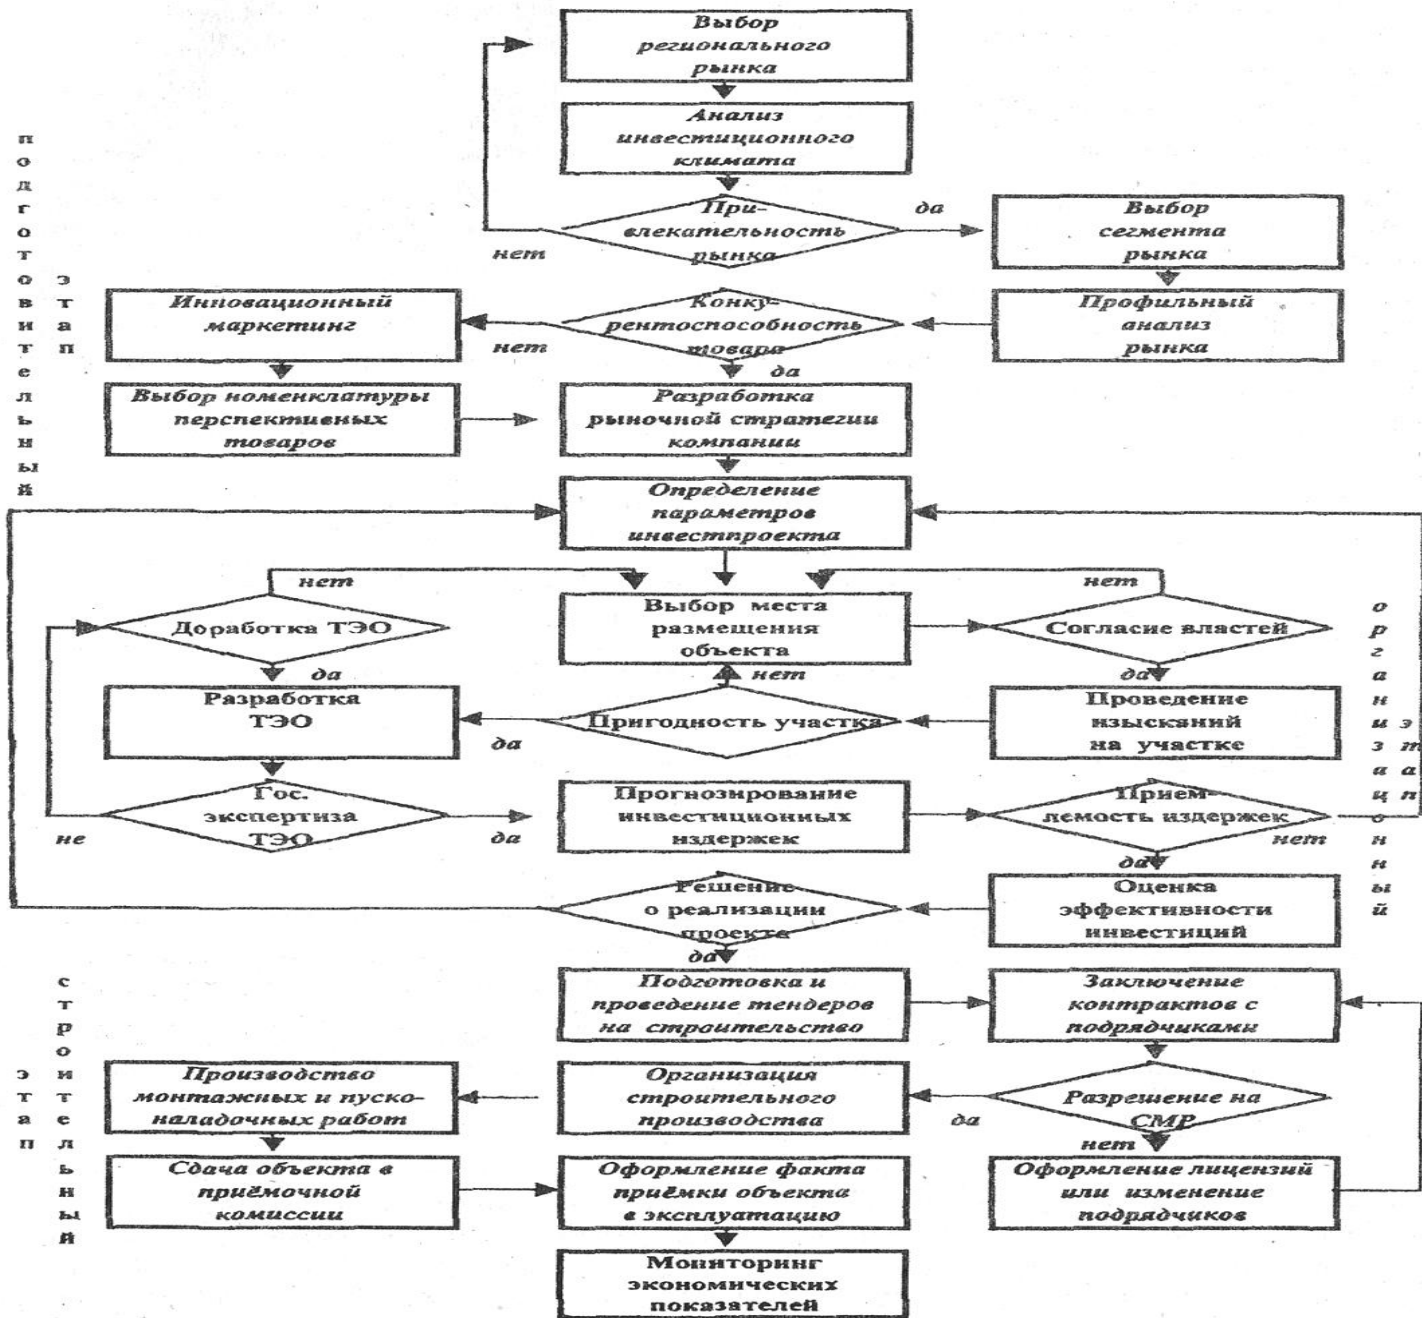 Выбор
регионального
рынка
Анализ
инвестиционного
климата
При-
влекательность
рынка
да
нет
Выбор
сегмента
рынка
Профильный
анализ
рынка
Конку-
рентоспособность
товара
нет
да
Инновационный
маркетинг
Выбор номенклатуры
перспективных
товаров
Разработка
рыночной стратегии
компании
подготовительный
этап
Определение
параметров
инвестпроекта
нет
Доработка ТЭО
да
Выбор места
размещения
объекта
нет
Согласие властей
да
Разработка
ТЭО
нет
Пригодность участка
да
Проведение
изысканий
на участке
Гос.
экспертиза
ТЭО
не
да
Прогнозирование
инвестиционных
издержек
Прием-
лемость издержек
нет
да
организационный
этап
Решение
о реализации
проекта
да
Оценка
эффективности
инвестиций
Подготовка и
проведение тендеров
на строительство
Заключение
контрактов с
подрядчиками
Производство
монтажных и пуско-
наладочных работ
Организация
строительного
производства
да
Разрешение на
СМР
нет
Сдача объекта в
приёмочной
комиссии
Оформление факта
приёмки объекта
в эксплуатацию
Оформление лицензий
или изменение
подрядчиков
строительный
этап
Мониторинг
экономических
показателей